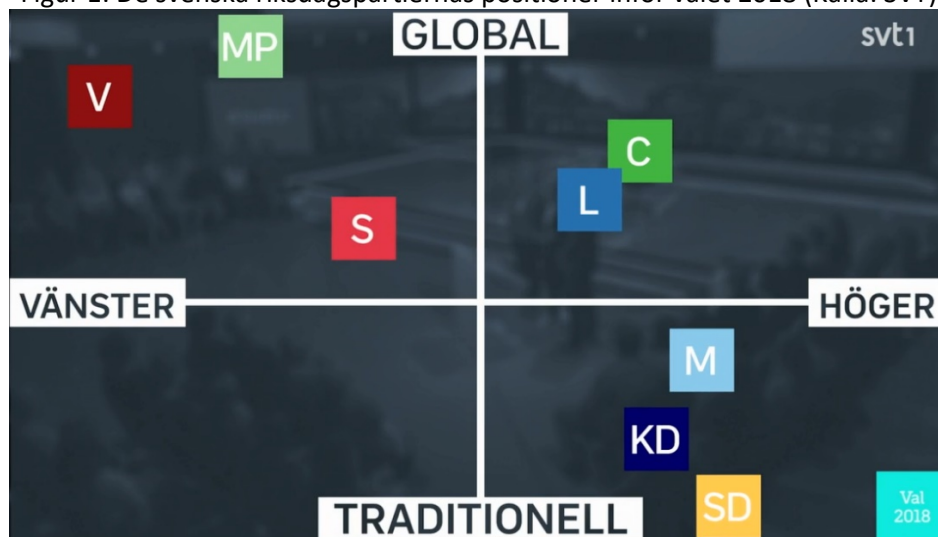 Figur 1: De svenska riksdagspartiernas positioner inför valet 2018 (Källa: SVT)
MP
GLOBAL
svt1
V
C
L
S
VÄNSTER
HÖGER
M
KD
SD
Val
2018
TRADITIONELL